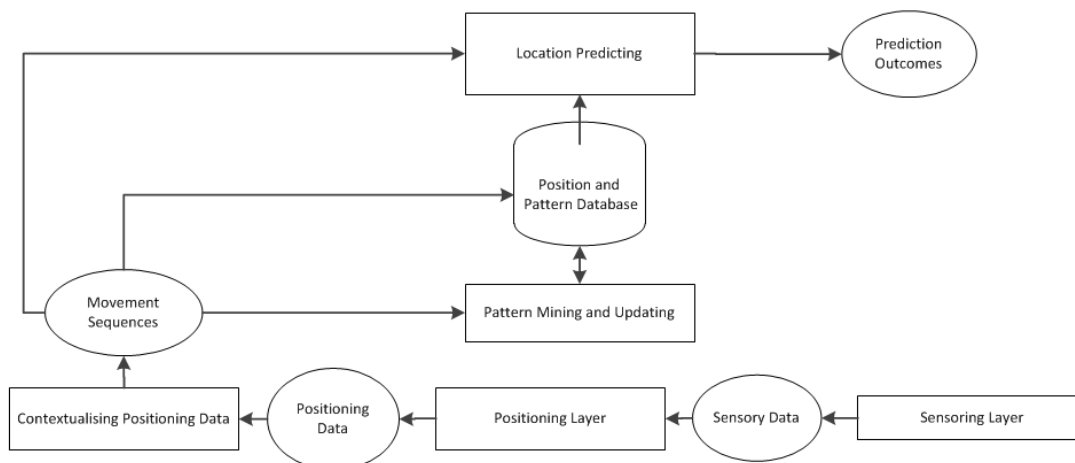 Location Predicting
Prediction
Outcomes
Position and
Pattern Database
Movement
Sequences
Pattern Mining and Updating
Contextualising Positioning Data
Positioning
Data
Positioning Layer
Sensory Data
Sensoring Layer